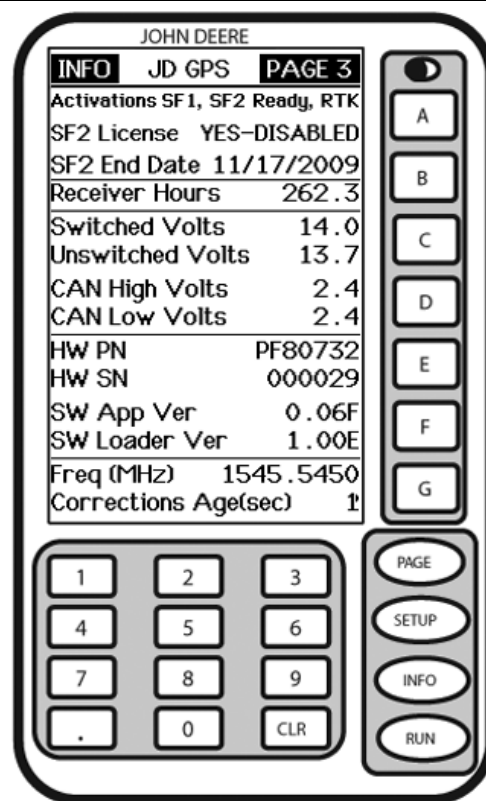 JOHN DEERE
INFO JD GPS PAGE 3
Activations SF1, SF2 Ready, RTK
SF2 License YES-DISABLED
SF2 End Date 11/17/2009
Receiver Hours 262.3
Switched Volts 14.0
Unswitched Volts 13.7
CAN High Volts 2.4
CAN Low Volts 2.4
HW PN PF80732
HW SN 000029
SW App Ver 0.06F
SW Loader Ver 1.00E
Freq (MHz) 1545.5450
Corrections Age(sec) 1
A
B
C
D
E
F
G
PAGE
SETUP
INFO
RUN
1 2 3
4 5 6
7 8 9
. 0 CLR